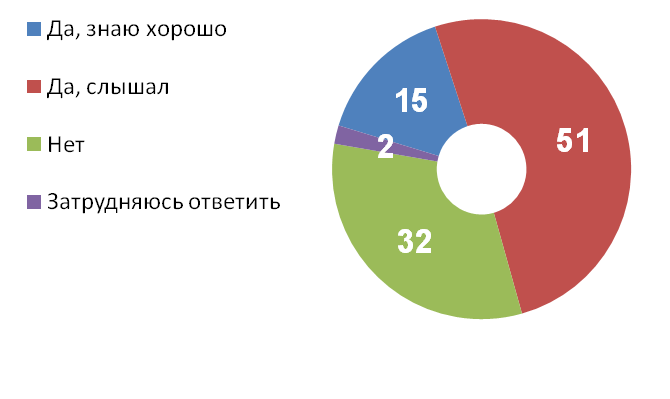 Да, знаю хорошо
Да, слышал
Нет
Затрудняюсь ответить
15
51
2
32